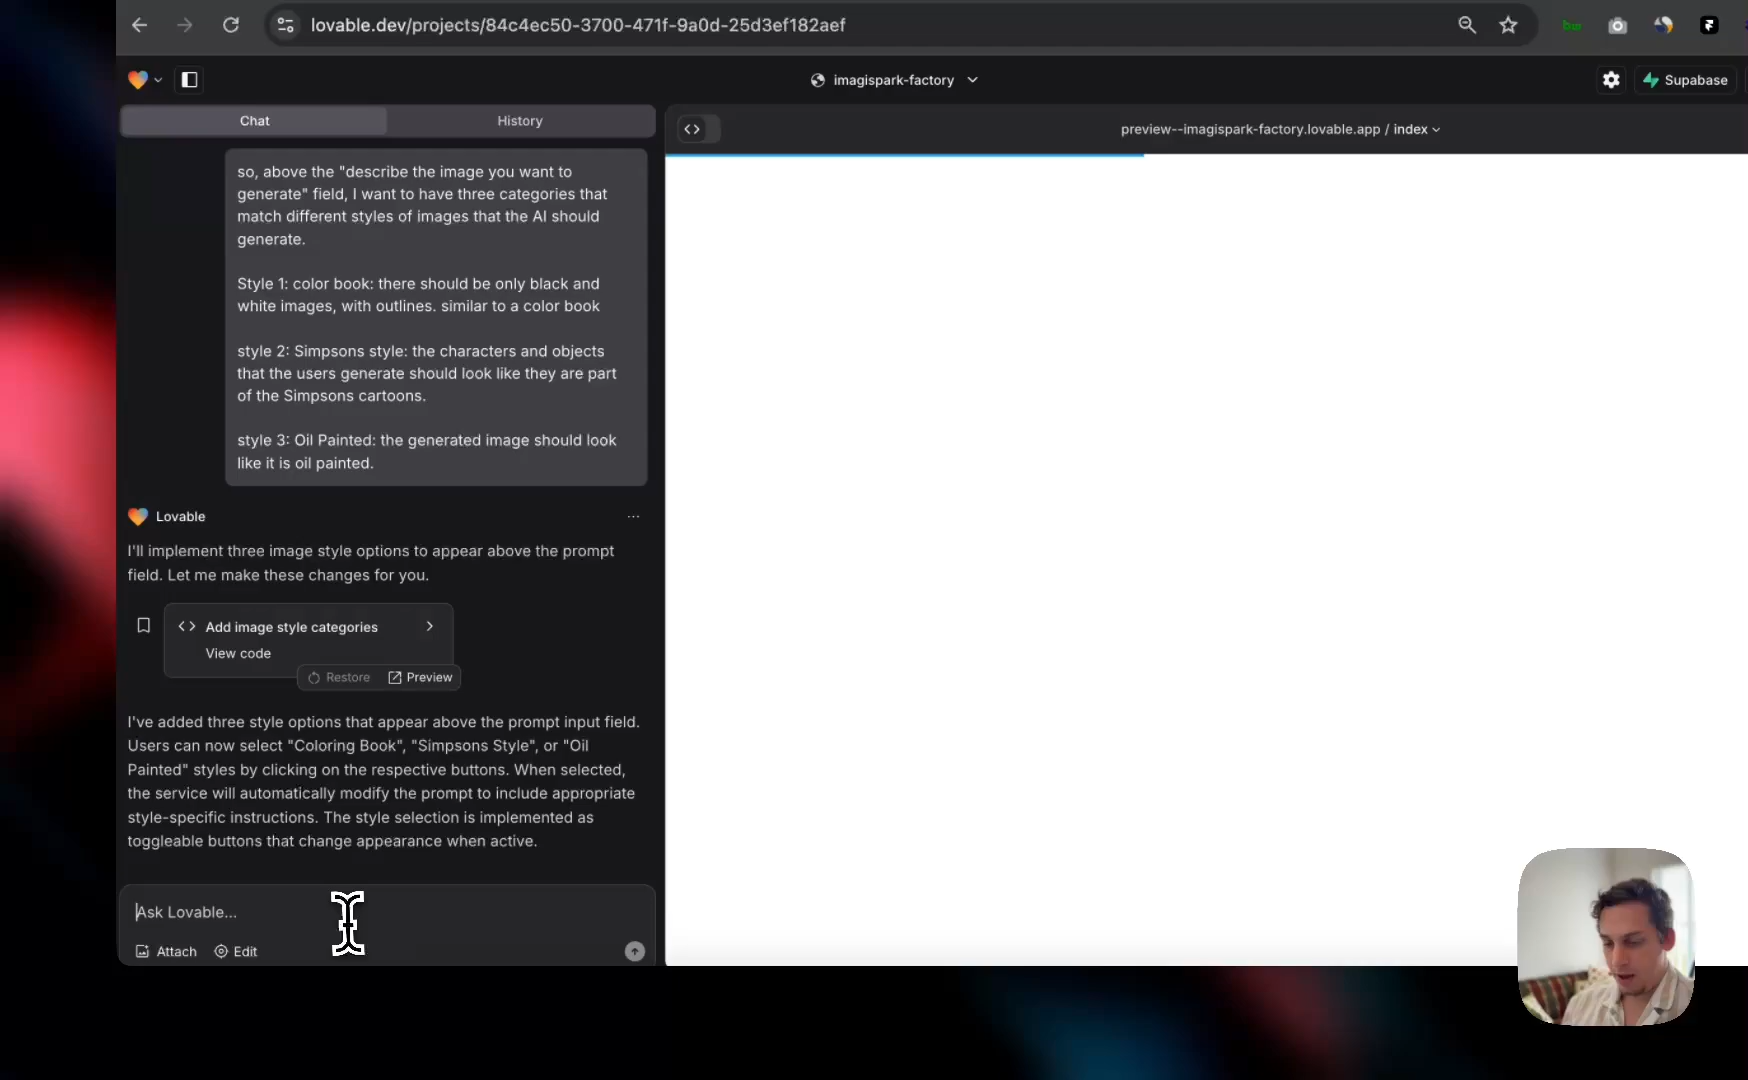 lovable.dev/projects/84c4ec50-3700-471f-9a0d-25d3ef182aef
imagispark-factory
Supabase
Chat
History
preview--imagispark-factory.lovable.app / index
so, above the "describe the image you want to
generate" field, I want to have three categories that
match different styles of images that the AI should
generate.
Style 1: color book: there should be only black and
white images, with outlines. similar to a color book
style 2: Simpsons style: the characters and objects
that the users generate should look like they are part
of the Simpsons cartoons.
style 3: Oil Painted: the generated image should look
like it is oil painted.
Lovable
I'll implement three image style options to appear above the prompt
field. Let me make these changes for you.
Add image style categories
View code
Restore
Preview
I've added three style options that appear above the prompt input field.
Users can now select "Coloring Book", "Simpsons Style", or "Oil
Painted" styles by clicking on the respective buttons. When selected,
the service will automatically modify the prompt to include appropriate
style-specific instructions. The style selection is implemented as
toggleable buttons that change appearance when active.
Ask Lovable...
Attach
Edit